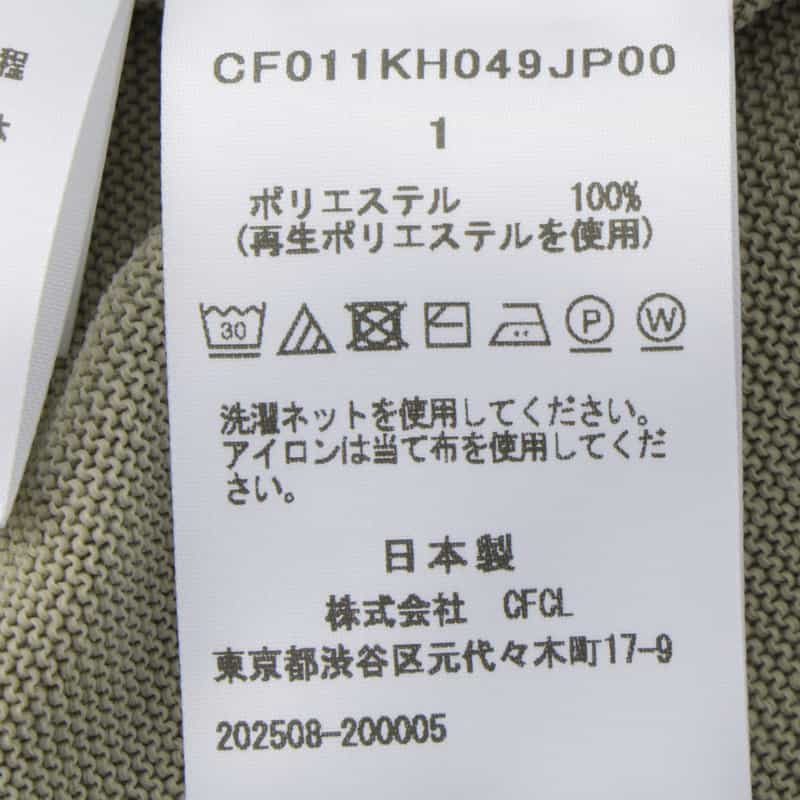 程
CF011KH049JP00
1
ポリエステル 100%
(再生ポリエステルを使用)
30 P W
洗濯ネットを使用してください。
アイロンは当て布を使用してくだ
さい。
日本製
株式会社 CFCL
東京都渋谷区元代々木町17-9
202508-200005